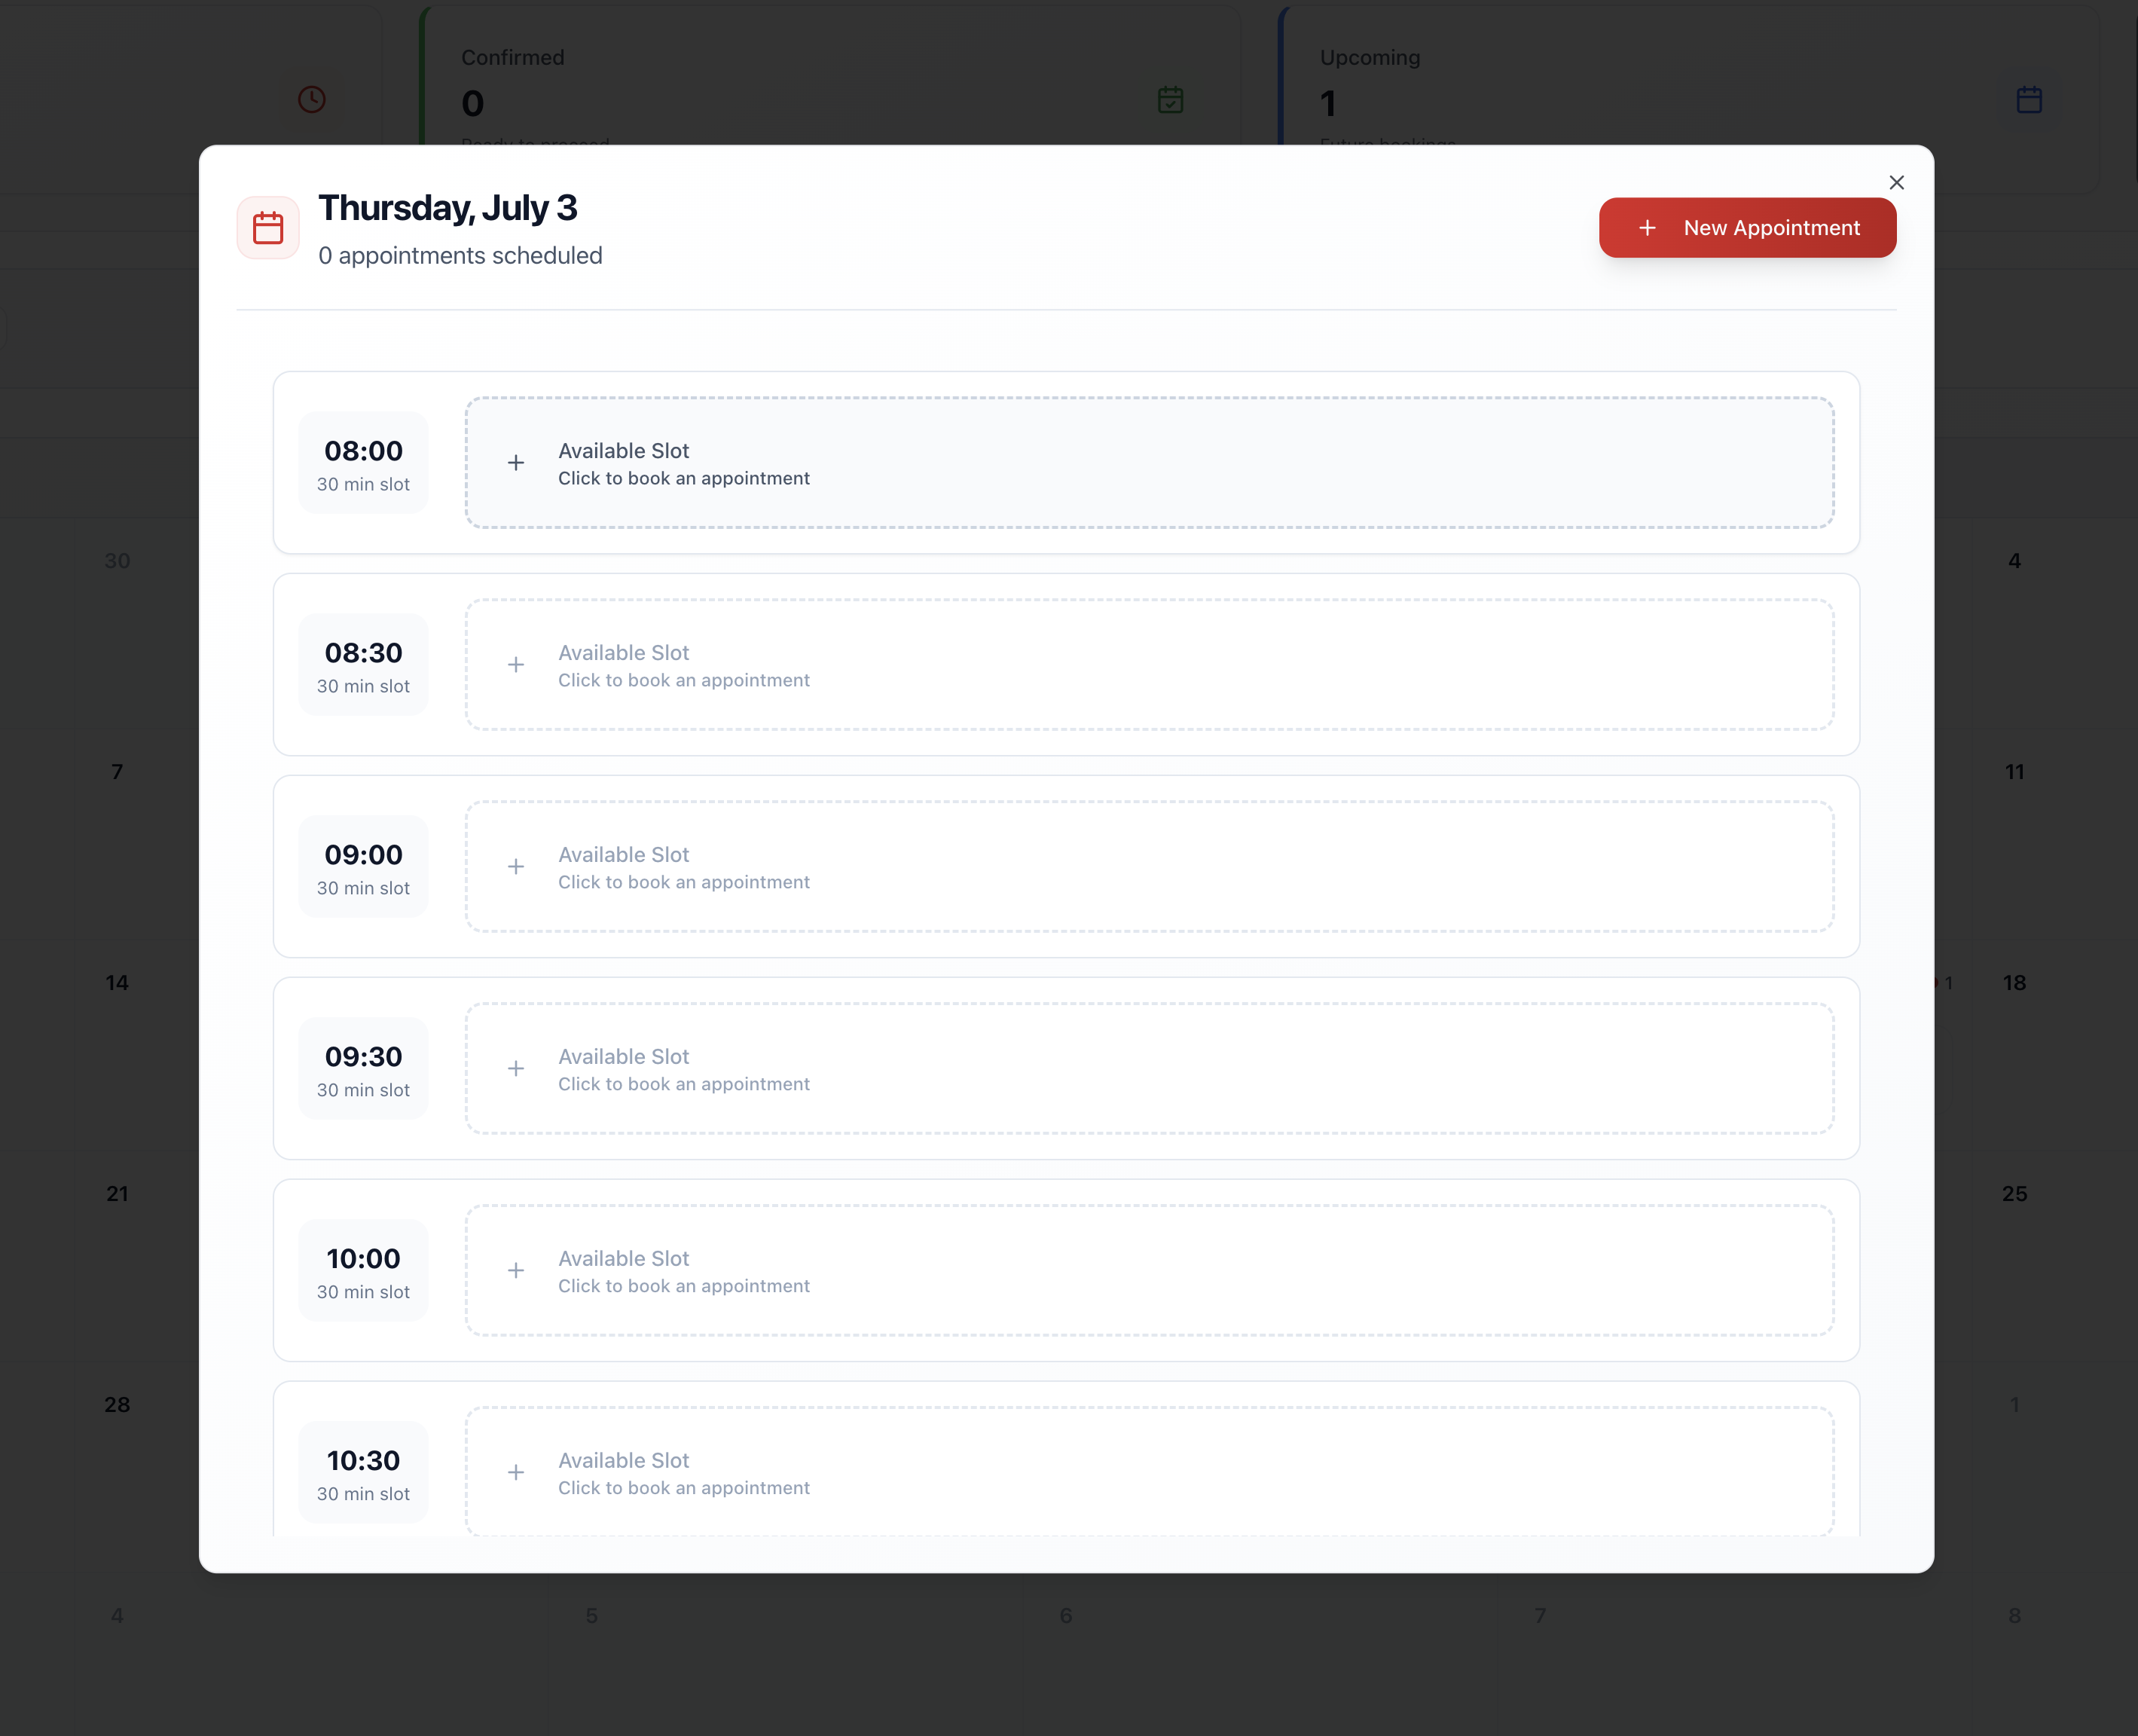 Confirmed
0
Ready to proceed
Upcoming
1
Future bookings
Thursday, July 3
0 appointments scheduled
New Appointment
08:00
30 min slot
Available Slot
Click to book an appointment
08:30
30 min slot
Available Slot
Click to book an appointment
09:00
30 min slot
Available Slot
Click to book an appointment
09:30
30 min slot
Available Slot
Click to book an appointment
10:00
30 min slot
Available Slot
Click to book an appointment
10:30
30 min slot
Available Slot
Click to book an appointment
30
4
7
11
14
1
18
21
25
28
1
4
5
6
7
8